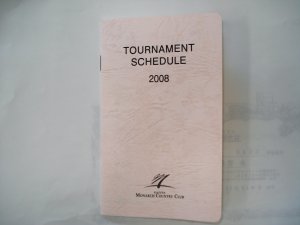 TOURNAMENT
SCHEDULE
2008
MONARCH COUNTRY CLUB